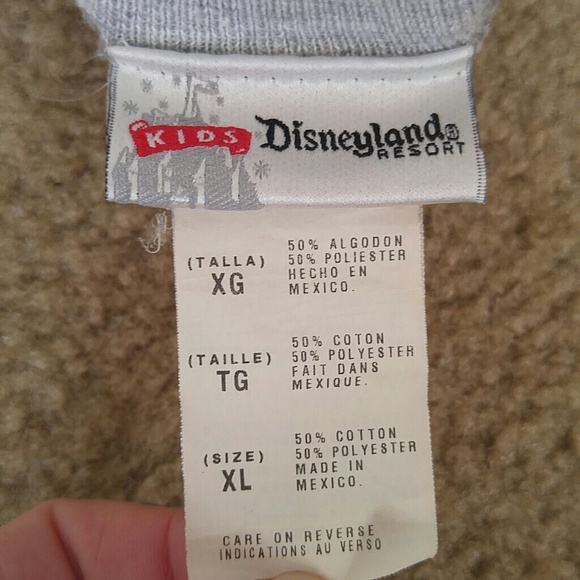 KIDS Disneyland®
RESORT
(TALLA)
XG
50% ALGODON
50% POLIESTER
HECHO EN
MEXICO.
(TAILLE)
TG
50% COTON
50% POLYESTER
FAIT DANS
MEXIQUE.
(SIZE)
XL
50% COTTON
50% POLYESTER
MADE IN
MEXICO.
CARE ON REVERSE
INDICATIONS AU VERSO